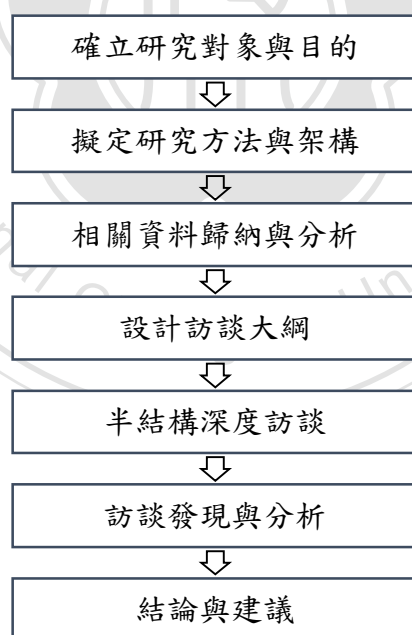 確立研究對象與目的
擬定研究方法與架構
相關資料歸納與分析
設計訪談大綱
半結構深度訪談
訪談發現與分析
結論與建議